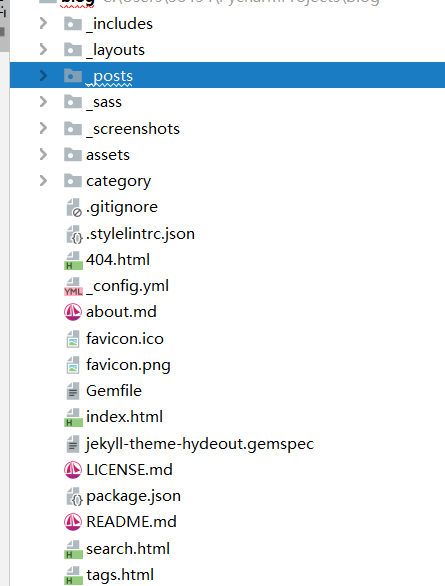 blog
_includes
_layouts
_posts
_sass
_screenshots
assets
category
.gitignore
.stylelintrc.json
404.html
_config.yml
about.md
favicon.ico
favicon.png
Gemfile
index.html
jekyll-theme-hydeout.gemspec
LICENSE.md
package.json
README.md
search.html
tags.html